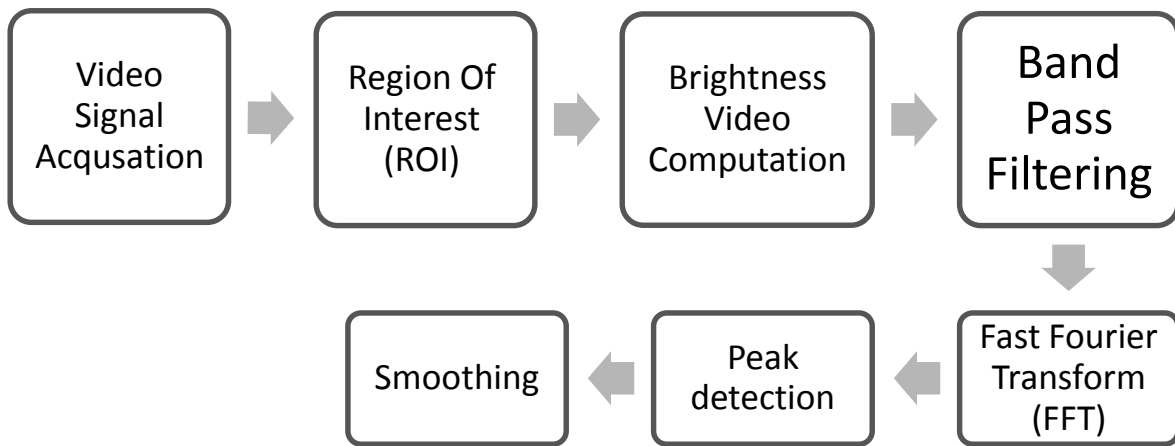 Video
Signal
Acqusation
Region Of
Interest
(ROI)
Brightness
Video
Computation
Band
Pass
Filtering
Fast Fourier
Transform
(FFT)
Peak
detection
Smoothing